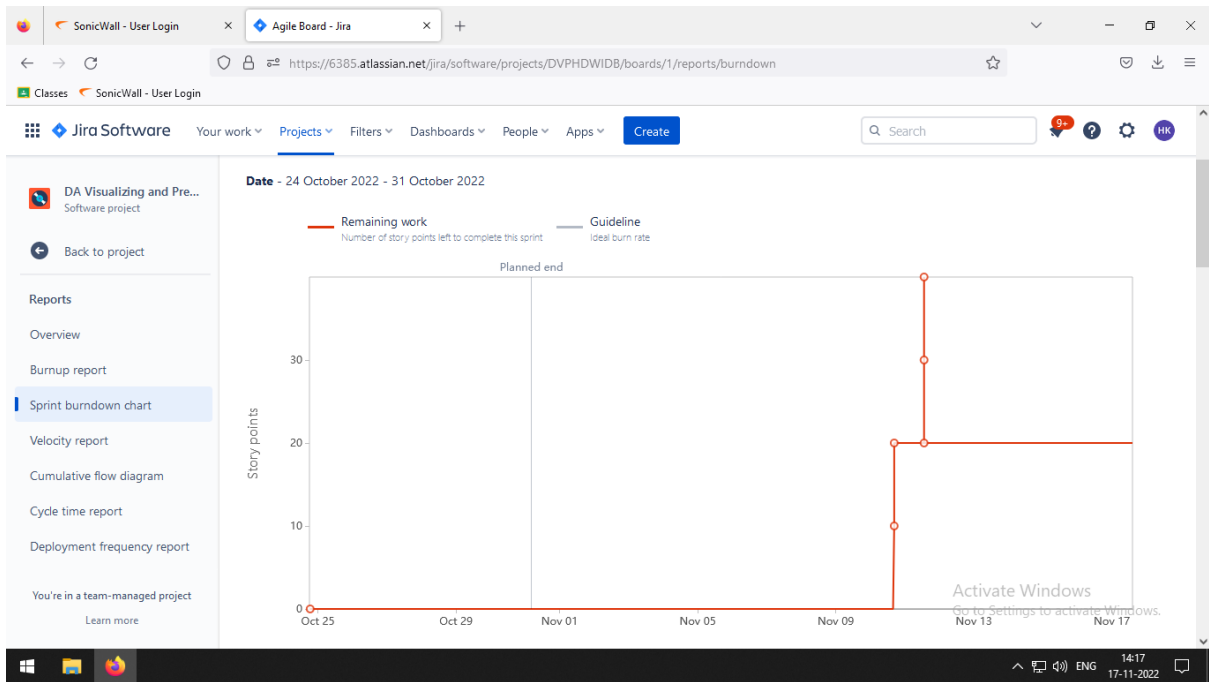 SonicWall - User Login
Agile Board - Jira
https://6385.atlassian.net/jira/software/projects/DVPHDWIDB/boards/1/reports/burndown
Classes SonicWall - User Login
Jira Software Your work Projects Filters Dashboards People Apps Create Search 9+ HK
DA Visualizing and Pre...
Software project
Back to project
Reports
Overview
Burnup report
Sprint burndown chart
Velocity report
Cumulative flow diagram
Cycle time report
Deployment frequency report
You're in a team-managed project
Learn more
Date - 24 October 2022 - 31 October 2022
Remaining work
Number of story points left to complete this sprint
Guideline
Ideal burn rate
Planned end
Story points
30
20
10
0
Oct 25 Oct 29 Nov 01 Nov 05 Nov 09 Nov 13 Nov 17
Activate Windows
Go to Settings to activate Windows.
ENG
14:17
17-11-2022